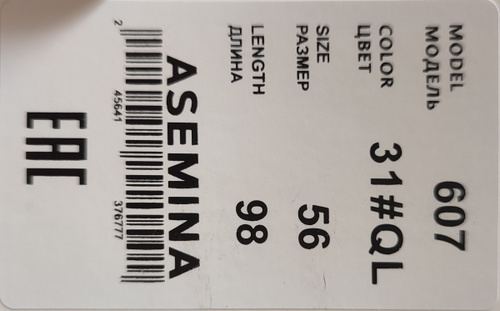 MODEL
МОДЕЛЬ 607
COLOR
ЦВЕТ 31#QL
SIZE
РАЗМЕР 56
LENGTH
ДЛИНА 98
ASEMINA
2 45641 376777
EAC